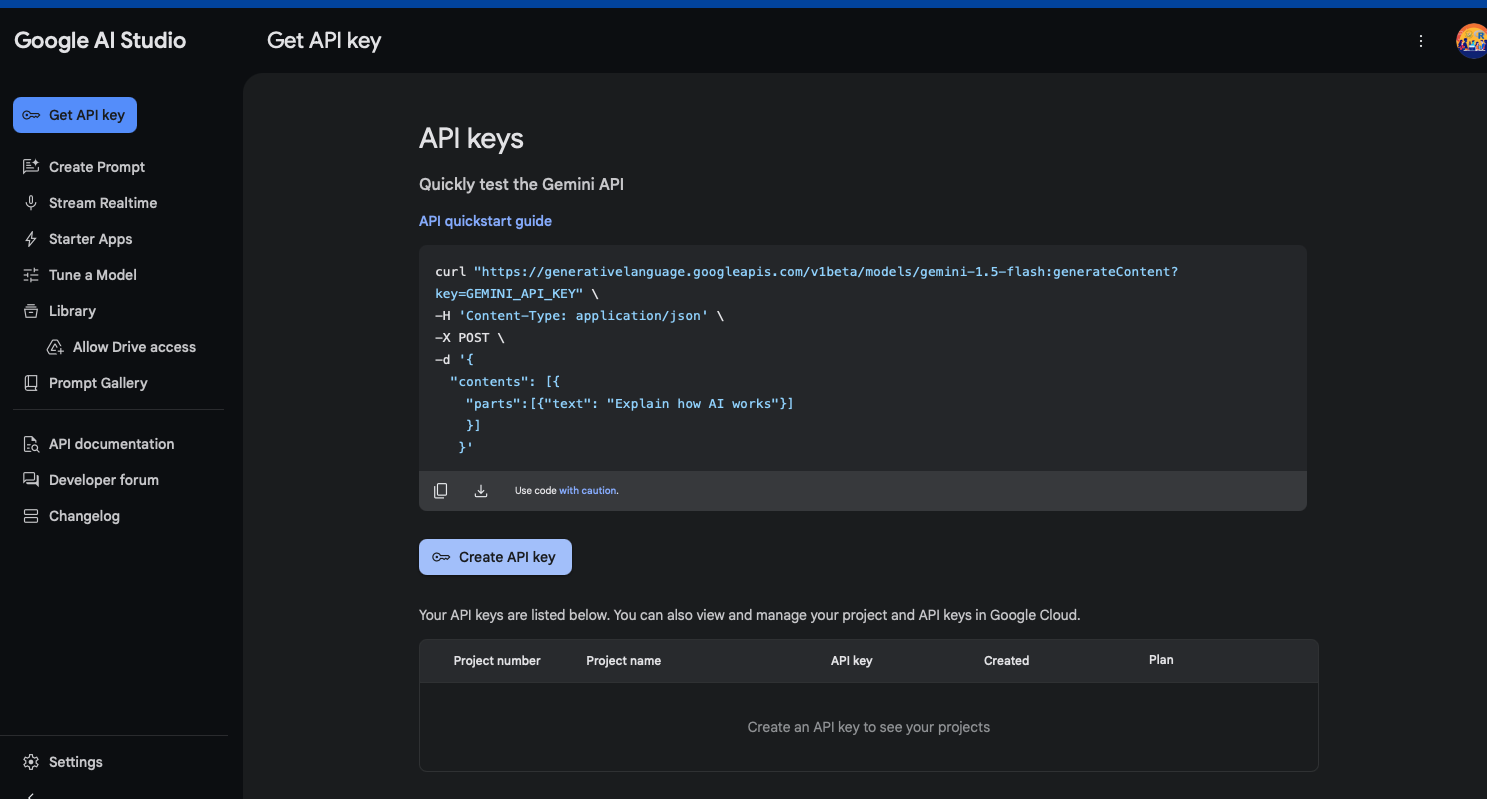 Google AI Studio
Get API key
Get API key
Create Prompt
Stream Realtime
Starter Apps
Tune a Model
Library
Allow Drive access
Prompt Gallery
API documentation
Developer forum
Changelog
Settings
API keys
Quickly test the Gemini API
API quickstart guide
curl "https://generativelanguage.googleapis.com/v1beta/models/gemini-1.5-flash:generateContent?
key=GEMINI_API_KEY" \
-H 'Content-Type: application/json' \
-X POST \
-d '{
  "contents": [{
    "parts":[{"text": "Explain how AI works"}]
    }]
   }'
Use code with caution.
Create API key
Your API keys are listed below. You can also view and manage your project and API keys in Google Cloud.
Project number Project name API key Created Plan
Create an API key to see your projects